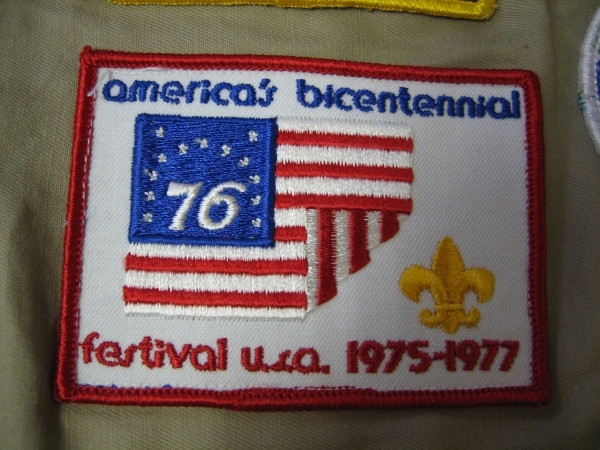 america's bicentennial
76
festival u.s.a. 1975-1977